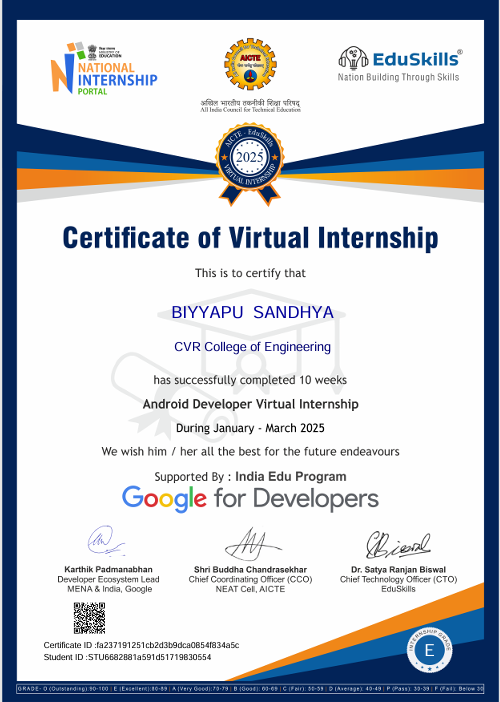 शिक्षा मंत्रालय
MINISTRY OF
EDUCATION
NATIONAL
INTERNSHIP
PORTAL
AICTE
अखिल भारतीय तकनीकी शिक्षा परिषद्
All India Council for Technical Education
EduSkills®
Nation Building Through Skills
AICTE - EduSkills
2025
VIRTUAL INTERNSHIP
Certificate of Virtual Internship
This is to certify that
BIYYAPU SANDHYA
CVR College of Engineering
has successfully completed 10 weeks
Android Developer Virtual Internship
During January - March 2025
We wish him / her all the best for the future endeavours
Supported By : India Edu Program
Google for Developers
Karthik Padmanabhan
Developer Ecosystem Lead
MENA & India, Google
Shri Buddha Chandrasekhar
Chief Coordinating Officer (CCO)
NEAT Cell, AICTE
Dr. Satya Ranjan Biswal
Chief Technology Officer (CTO)
EduSkills
Certificate ID :fa237191251cb2d3b9dca0854f834a5c
Student ID :STU6682881a591d51719830554
INTERNSHIP GRADE
E
GRADE:- O (Outstanding):90-100 | E (Excellent):80-89 | A (Very Good):70-79 | B (Good): 60-69 | C (Fair): 50-59 | D (Average): 40-49 | P (Pass): 30-39 | F (Fail): Below 30